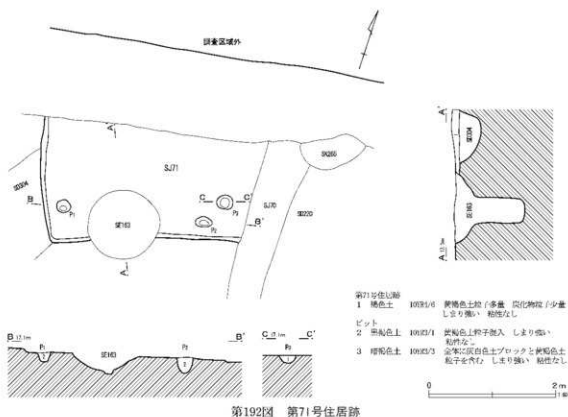 調査区域外
A'
SJ71
SD304
B
C
C'
P1
P2
P3
SE163
SJ70
SD220
B'
A
A'
SD304
SE163
A
第71号住居跡
1 褐色土 黄褐色土粒子多量 炭化物粒子少量
しまり強い 粘性なし
ピット
2 黒褐色土 黄褐色土粒子混入 しまり強い
粘性なし
3 暗褐色土 全体に灰白色土ブロックと黄褐色土
粒子を含む しまり強い 粘性なし
B
B'
C
C'
P1
SE163
P2
2
3
1
0 2m
第192図 第71号住居跡